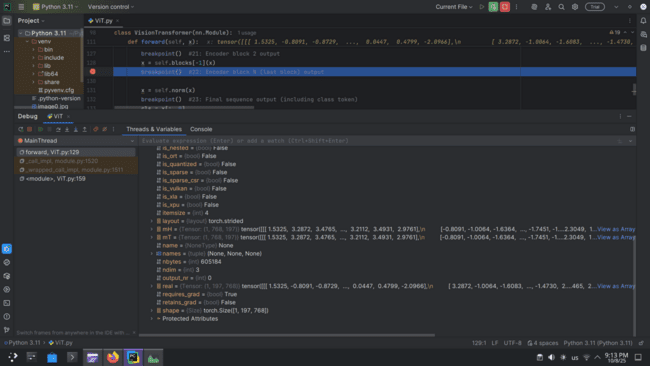 Python 3.11
Version control
Current File
Trial
Project
ViT.py
Python 3.11
venv
bin
include
lib
lib64
share
pyvenv.cfg
.python-version
image0.jpg
class VisionTransformer(nn.Module): 1 usage
def forward(self, x): x: tensor([[[ 1.5325, -0.8091, -0.8729, ..., 0.0447, 0.4799, -2.0966],\n [ 3.2872, -1.0064, -1.6083, ..., -1.4730,
breakpoint() #21: Encoder block 2 output
x = self.blocks[-1](x)
breakpoint() #22: Encoder block N (last block) output
x = self.norm(x)
breakpoint() #23: Final sequence output (including class token)
Debug
ViT
Threads & Variables
Console
MainThread
Evaluate expression (Enter) or add a watch (Ctrl+Shift+Enter)
forward, ViT.py:129
_call_impl, module.py:1520
_wrapped_call_impl, module.py:1511
<module>, ViT.py:159
is_nested = (bool) False
is_ort = (bool) False
is_quantized = (bool) False
is_sparse = (bool) False
is_sparse_csr = (bool) False
is_vulkan = (bool) False
is_xla = (bool) False
is_xpu = (bool) False
itemsize = (int) 4
layout = (layout) torch.strided
mH = (Tensor: (1, 768, 197)) tensor([[[ 1.5325, 3.2872, 3.4765, ..., 3.2112, 3.4931, 2.9761],\n [-0.8091, -1.0064, -1.6364, ..., -1.7451, -1...2.3049, 1...View as Array
mT = (Tensor: (1, 768, 197)) tensor([[[ 1.5325, 3.2872, 3.4765, ..., 3.2112, 3.4931, 2.9761],\n [-0.8091, -1.0064, -1.6364, ..., -1.7451, -1...2.3049, 1...View as Array
name = (NoneType) None
names = (tuple) (None, None, None)
nbytes = (int) 605184
ndim = (int) 3
output_nr = (int) 0
real = (Tensor: (1, 197, 768)) tensor([[[ 1.5325, -0.8091, -0.8729, ..., 0.0447, 0.4799, -2.0966],\n [ 3.2872, -1.0064, -1.6083, ..., -1.4730, 2....465, 2...View as Array
requires_grad = (bool) True
retains_grad = (bool) False
shape = (Size) torch.Size([1, 197, 768])
Protected Attributes
Switch frames from anywhere in the IDE with ...
Python 3.11
ViT.py
129:1
LF
UTF-8
4 spaces
Python 3.11 (Python 3.11)
us
9:13 PM
10/8/25